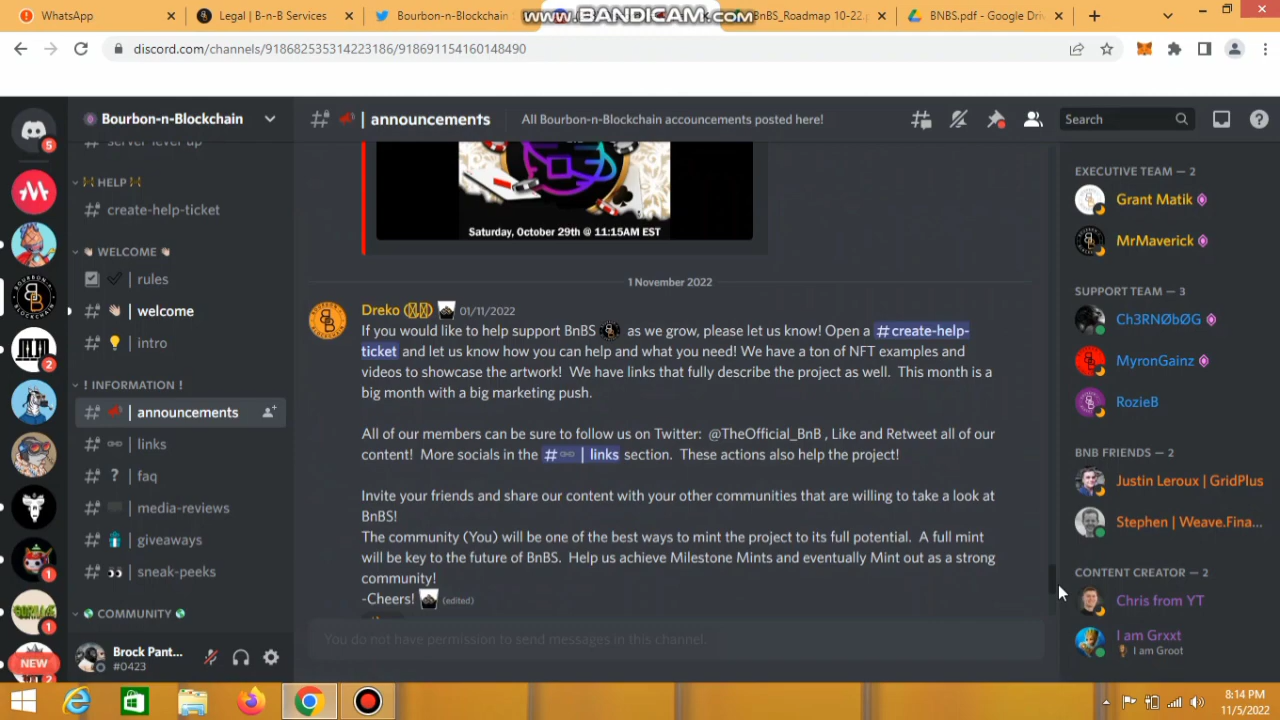 WhatsApp
Legal | B-n-B Services
Bourbon-n-Blockchain
www.BANDICAM.com
BnBS_Roadmap 10-22.
BNBS.pdf - Google Dri
discord.com/channels/918682535314223186/918691154160148490
5
Bourbon-n-Blockchain
# | announcements
All Bourbon-n-Blockchain accouncements posted here!
Search
server-level-up
HELP
# create-help-ticket
WELCOME
| rules
# | welcome
# | intro
! INFORMATION !
# | announcements
# | links
# ? | faq
# | media-reviews
# | giveaways
# | sneak-peeks
COMMUNITY
2
1
NEW
Brock Pant...
#0423
Saturday, October 29th @ 11:15AM EST
1 November 2022
Dreko 01/11/2022
If you would like to help support BnBS as we grow, please let us know! Open a #create-help-
ticket and let us know how you can help and what you need! We have a ton of NFT examples and
videos to showcase the artwork! We have links that fully describe the project as well. This month is a
big month with a big marketing push.
All of our members can be sure to follow us on Twitter: @TheOfficial_BnB , Like and Retweet all of our
content! More socials in the # | links section. These actions also help the project!
Invite your friends and share our content with your other communities that are willing to take a look at
BnBS!
The community (You) will be one of the best ways to mint the project to its full potential. A full mint
will be key to the future of BnBS. Help us achieve Milestone Mints and eventually Mint out as a strong
community!
-Cheers! (edited)
You do not have permission to send messages in this channel.
EXECUTIVE TEAM — 2
Grant Matik
MrMaverick
SUPPORT TEAM — 3
Ch3RNØbØG
MyronGainz
RozieB
BNB FRIENDS — 2
Justin Leroux | GridPlus
Stephen | Weave.Fina...
CONTENT CREATOR — 2
Chris from YT
I am Grxxt
I am Groot
8:14 PM
11/5/2022